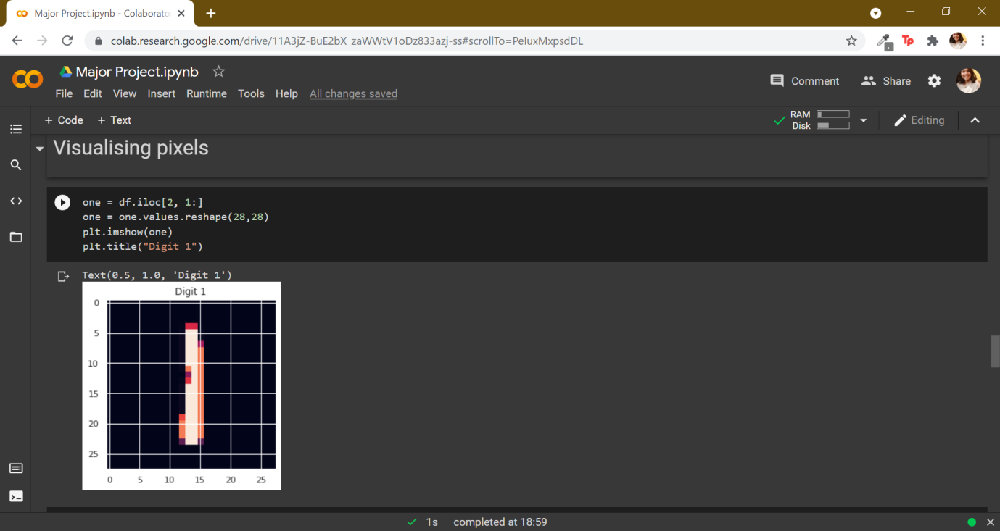 Major Project.ipynb - Colaborato
colab.research.google.com/drive/11A3jZ-BuE2bX_zaWWtV1oDz833azj-ss#scrollTo=PeIuxMxpsdDL
Tp
Major Project.ipynb
Comment
Share
File Edit View Insert Runtime Tools Help All changes saved
+ Code + Text
RAM
Disk
Editing
Visualising pixels
one = df.iloc[2, 1:]
one = one.values.reshape(28,28)
plt.imshow(one)
plt.title("Digit 1")
Text(0.5, 1.0, 'Digit 1')
Digit 1
0
5
10
15
20
25
0 5 10 15 20 25
1s completed at 18:59